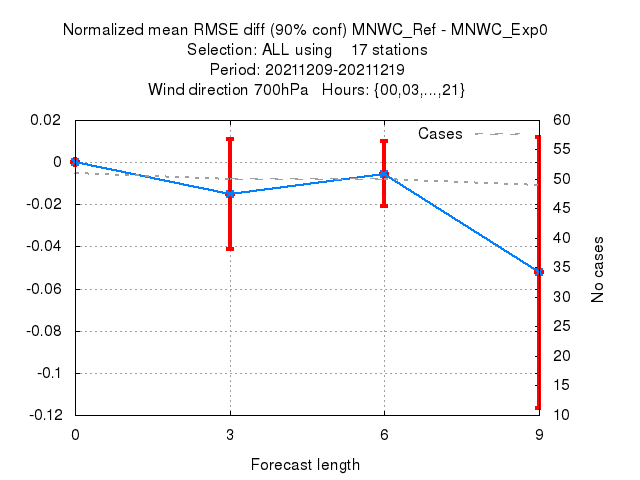 Normalized mean RMSE diff (90% conf) MNWC_Ref - MNWC_Exp0
Selection: ALL using 17 stations
Period: 20211209-20211219
Wind direction 700hPa Hours: {00,03,...,21}
Cases
0.02
0
-0.02
-0.04
-0.06
-0.08
-0.1
-0.12
60
55
50
45
40
35
30
25
20
15
10
No cases
0 3 6 9
Forecast length